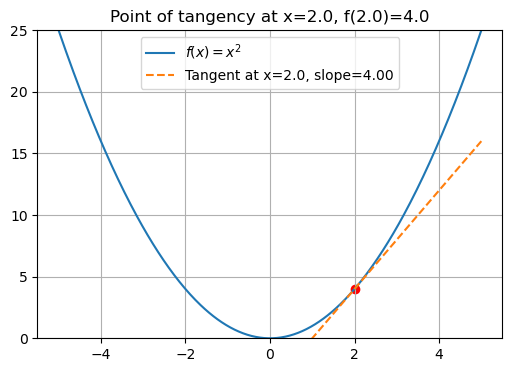 Point of tangency at x=2.0, f(2.0)=4.0
f(x) = x²
Tangent at x=2.0, slope=4.00
25
20
15
10
5
0
−4 −2 0 2 4